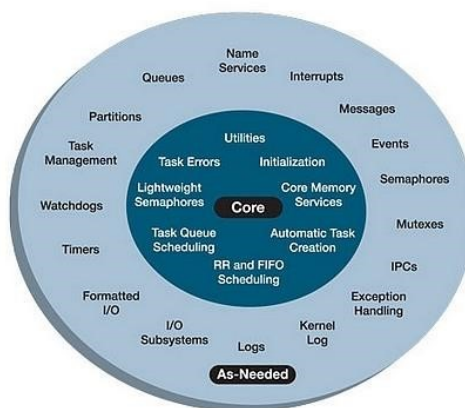 Name
Services
Queues
Interrupts
Partitions
Messages
Task
Management
Events
Watchdogs
Semaphores
Timers
Mutexes
Formatted
I/O
IPCs
I/O
Subsystems
Exception
Handling
Logs
Kernel
Log
As-Needed
Utilities
Task Errors
Initialization
Lightweight
Semaphores
Core
Core Memory
Services
Task Queue
Scheduling
Automatic Task
Creation
RR and FIFO
Scheduling